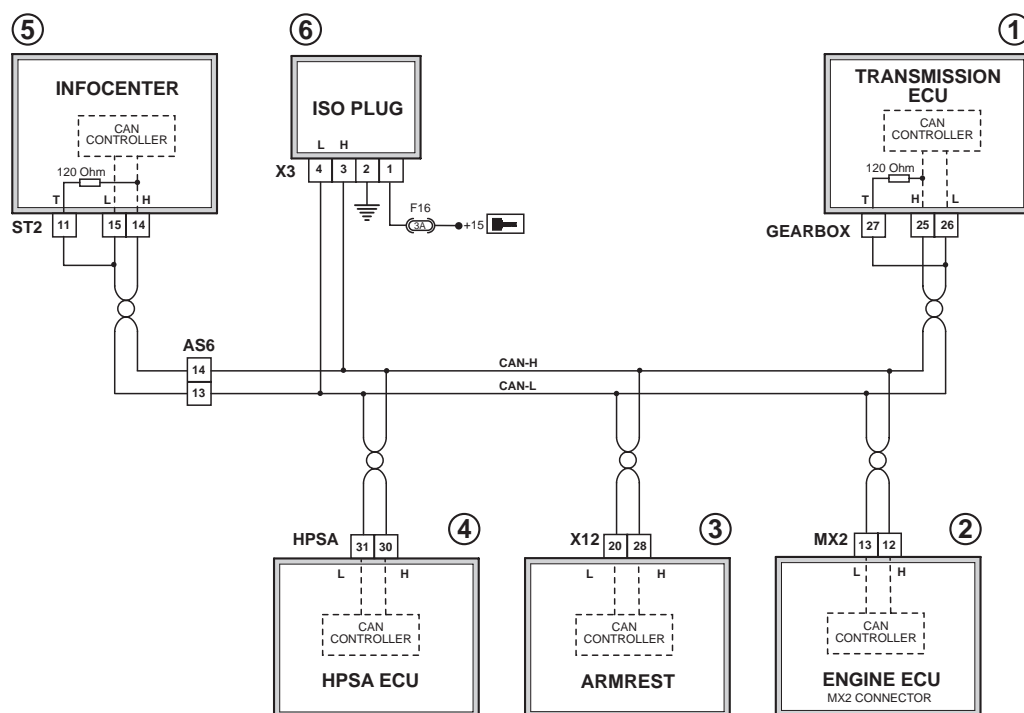 5
6
1
INFOCENTER
CAN
CONTROLLER
120 Ohm
T L H
ST2 11 15 14
ISO PLUG
L H
X3 4 3 2 1
F16
3A
+15
TRANSMISSION
ECU
CAN
CONTROLLER
120 Ohm
T H L
GEARBOX 27 25 26
AS6
14
13
CAN-H
CAN-L
HPSA 31 30
4
L H
CAN
CONTROLLER
HPSA ECU
X12 20 28
3
L H
CAN
CONTROLLER
ARMREST
MX2 13 12
2
L H
CAN
CONTROLLER
ENGINE ECU
MX2 CONNECTOR